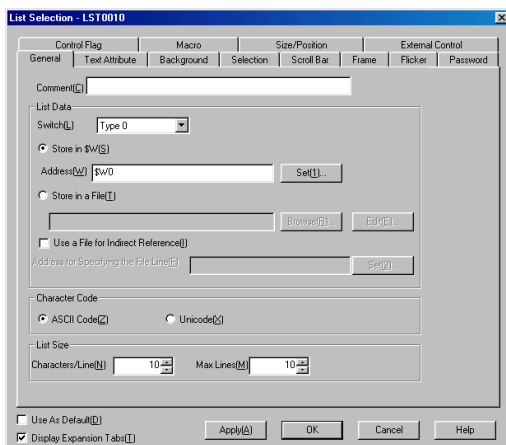 List Selection - LST0010
Control Flag Macro Size/Position External Control
General Text Attribute Background Selection Scroll Bar Frame Flicker Password
Comment(C)
List Data
Switch(L) Type 0
Store in $W(S)
Address(W) $W0 Set(1)...
Store in a File(T)
Browse(R)... Edit(E)...
Use a File for Indirect Reference(I)
Address for Specifying the File Line(F) Set(2)...
Character Code
ASCII Code(Z) Unicode(X)
List Size
Characters/Line(N) 10 Max Lines(M) 10
Use As Default(D)
Display Expansion Tabs(T)
Apply(A) OK Cancel Help